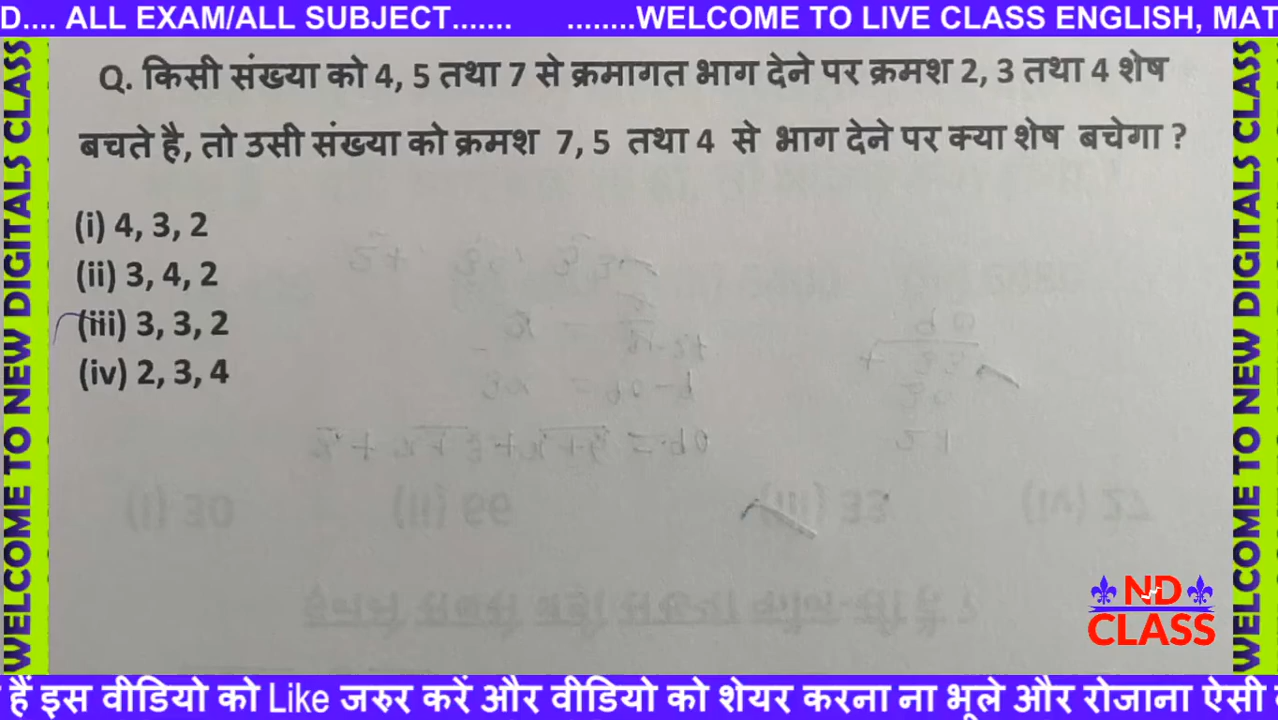 D.... ALL EXAM/ALL SUBJECT....... ........WELCOME TO LIVE CLASS ENGLISH, MAT
Q. किसी संख्या को 4, 5 तथा 7 से क्रमागत भाग देने पर क्रमश 2, 3 तथा 4 शेष
बचते है, तो उसी संख्या को क्रमश 7, 5 तथा 4 से भाग देने पर क्या शेष बचेगा ?
(i) 4, 3, 2
(ii) 3, 4, 2
(iii) 3, 3, 2
(iv) 2, 3, 4
WELCOME TO NEW DIGITALS CLASS
WELCOME TO NEW DIGITALS CLASS
ND
CLASS
हैं इस वीडियो को Like जरुर करें और वीडियो को शेयर करना ना भूले और रोजाना ऐसी